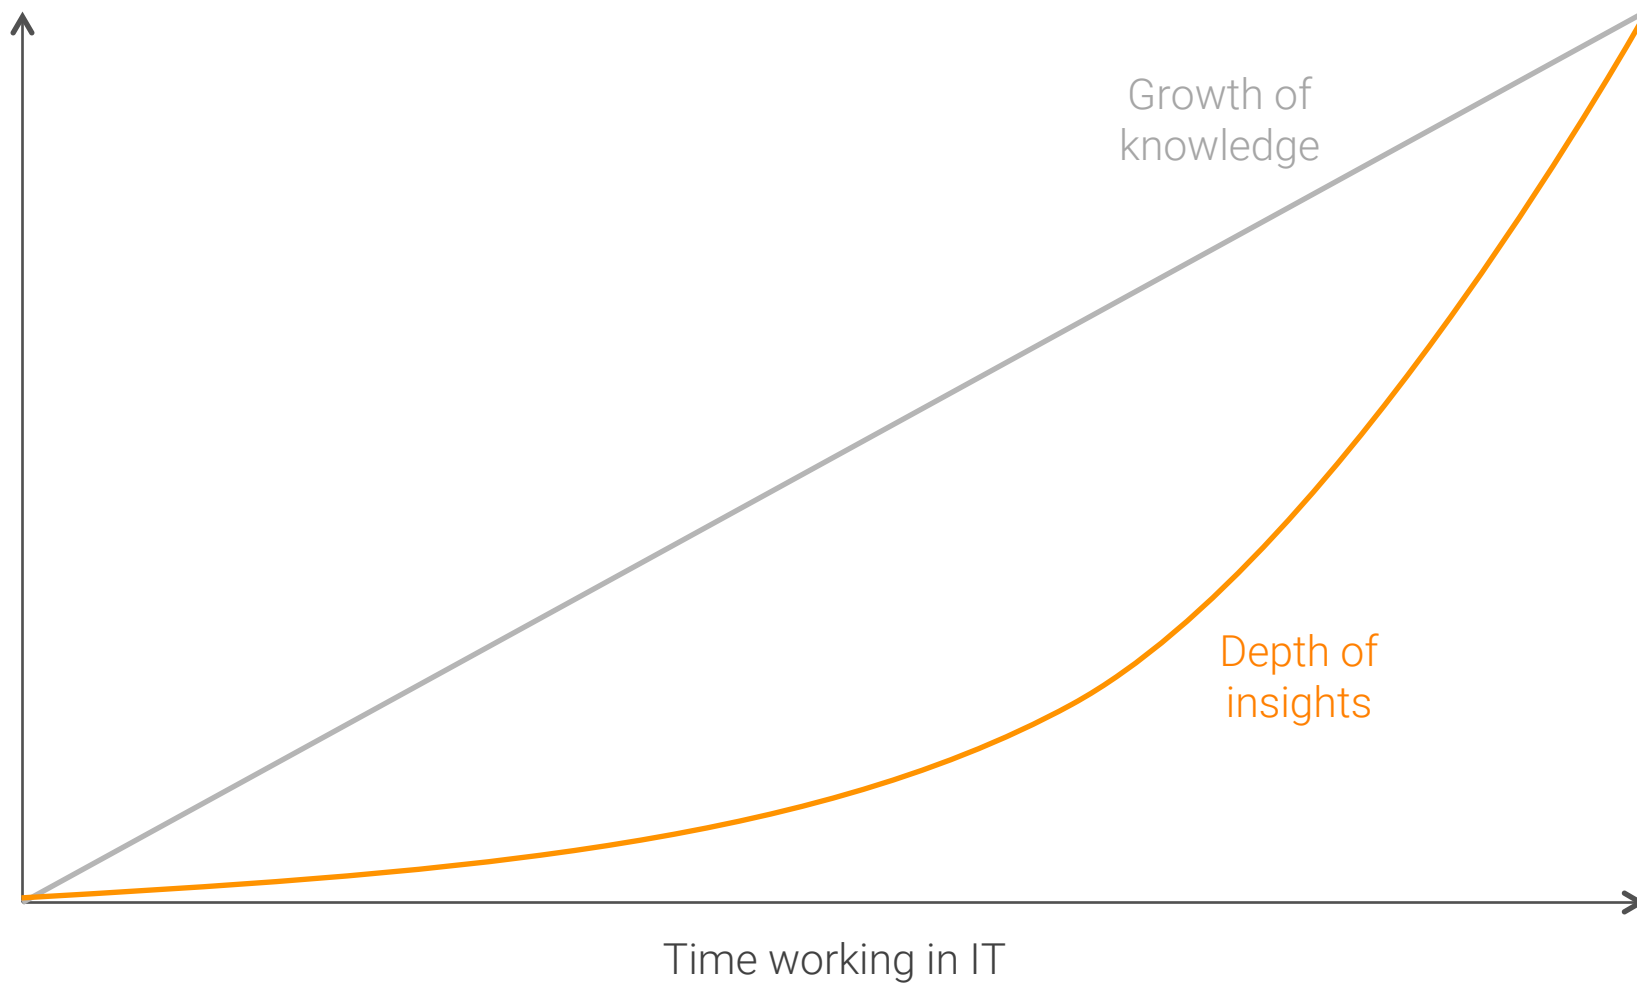 Growth of
knowledge
Depth of
insights
Time working in IT